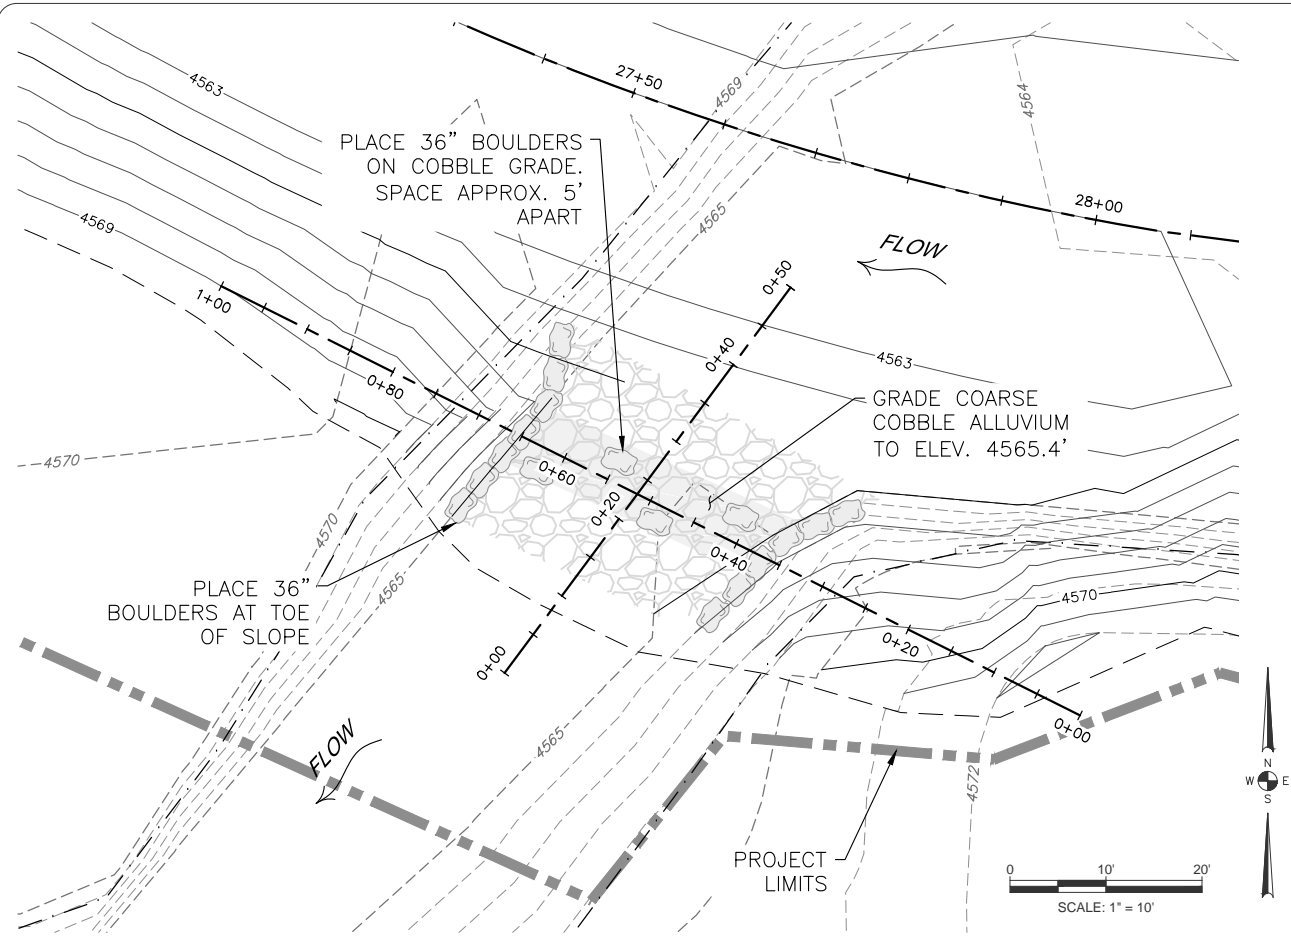 4563
27+50
4569
4564
PLACE 36” BOULDERS
ON COBBLE GRADE.
SPACE APPROX. 5’
APART
4565
28+00
4569
FLOW
1+00
0+50
0+40
4563
0+80
GRADE COARSE
COBBLE ALLUVIUM
TO ELEV. 4565.4’
4570
0+60
0+20
4570
0+40
PLACE 36”
BOULDERS AT TOE
OF SLOPE
4565
4570
0+20
0+00
0+00
FLOW
4565
4572
N
W E
S
PROJECT
LIMITS
0 10' 20'
SCALE: 1" = 10'